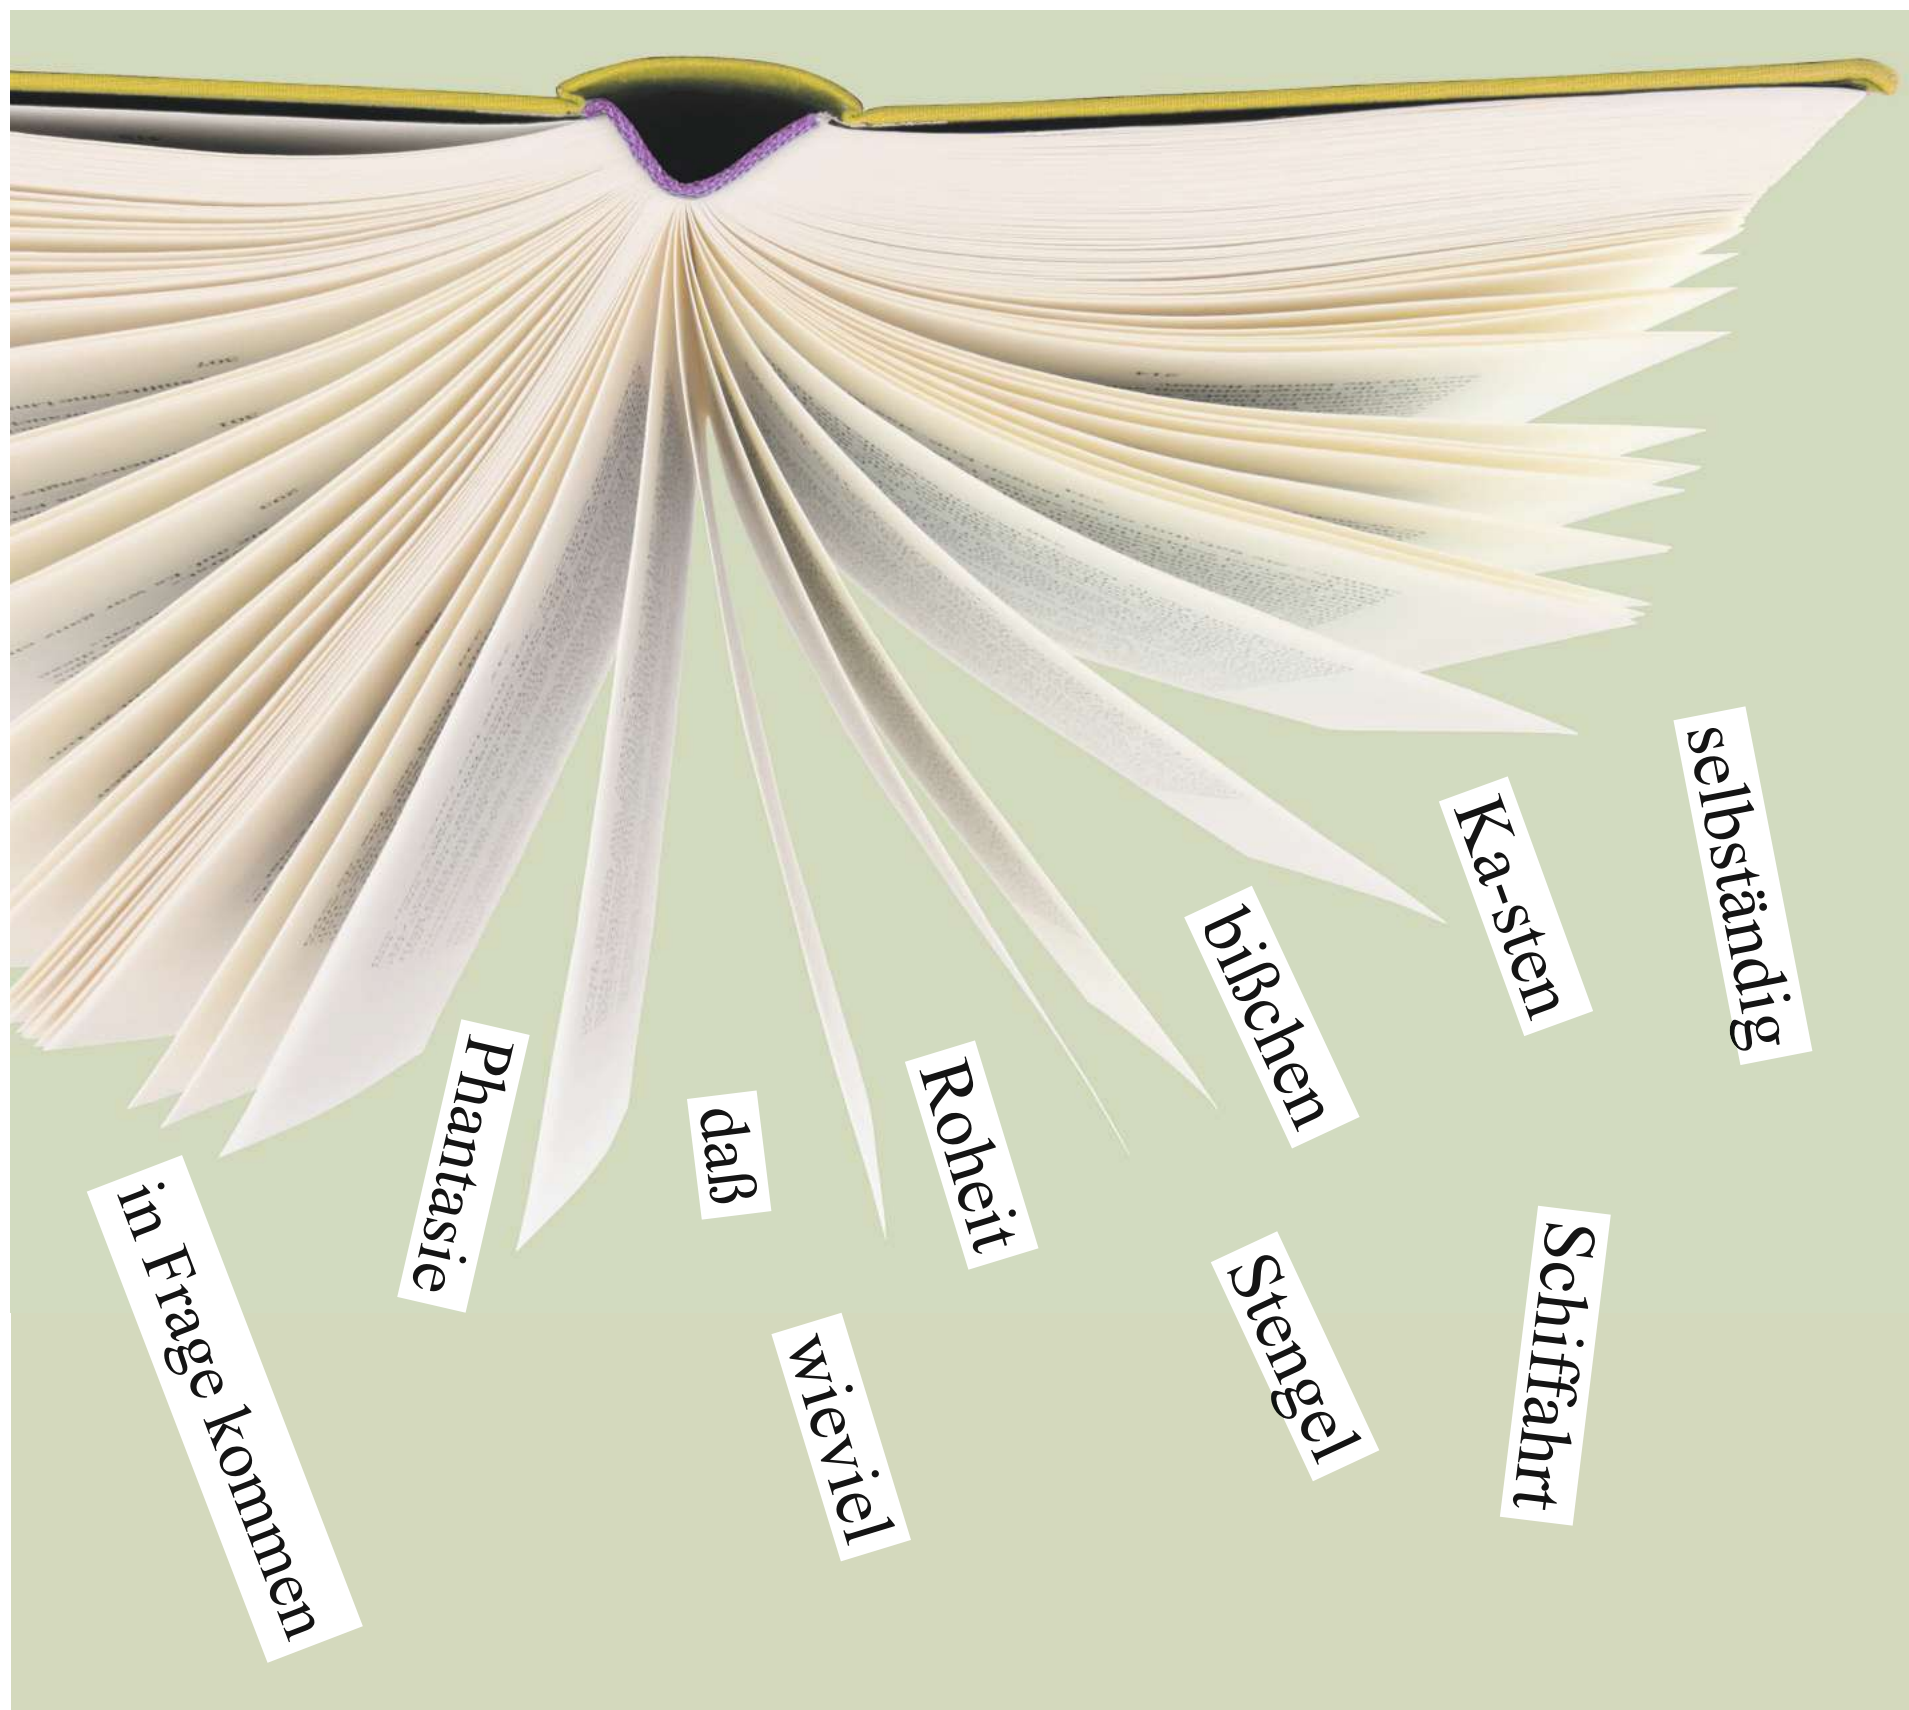 selbständig
Ka-sten
bißchen
Phantasie
daß
Roheit
in Frage kommen
wieviel
Stengel
Schiffahrt